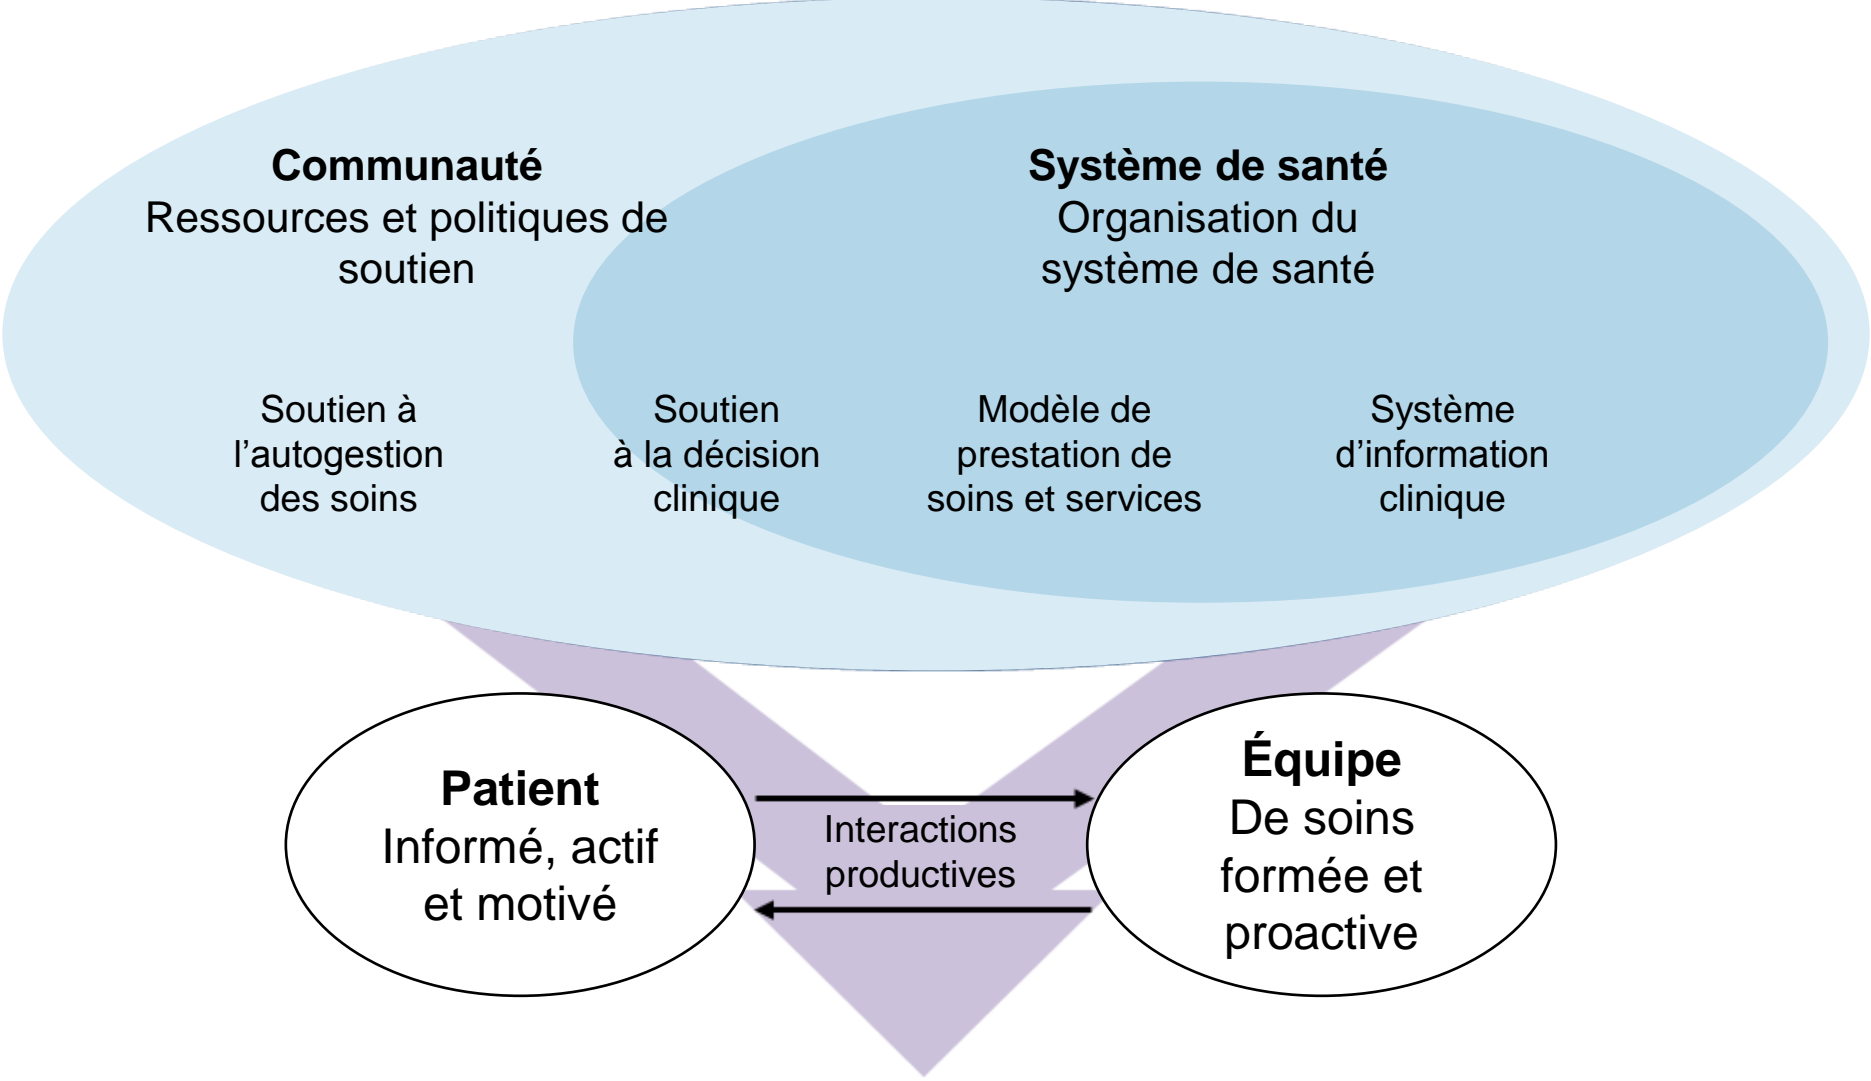 Communauté
Ressources et politiques de
soutien
Système de santé
Organisation du
système de santé
Soutien à
l’autogestion
des soins
Soutien
à la décision
clinique
Modèle de
prestation de
soins et services
Système
d’information
clinique
Patient
Informé, actif
et motivé
Interactions
productives
Équipe
De soins
formée et
proactive